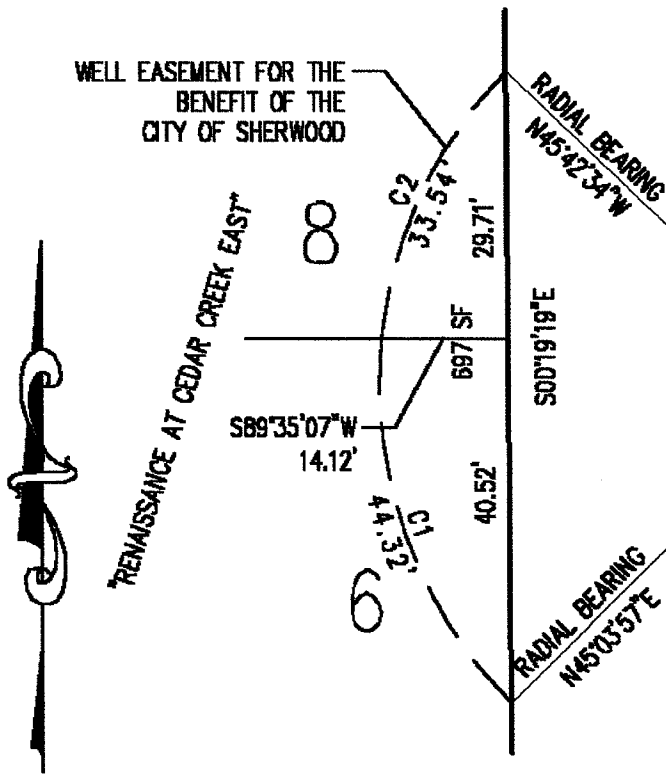 WELL EASEMENT FOR THE
BENEFIT OF THE
CITY OF SHERWOOD
RADIAL BEARING
N45°42'34"W
C2
33.54'
29.71'
8
"RENAISSANCE AT CEDAR CREEK EAST"
697 SF
S00°19'19"E
S89°35'07"W
14.12'
40.52'
C1
44.32'
6
RADIAL BEARING
N45°03'57"E